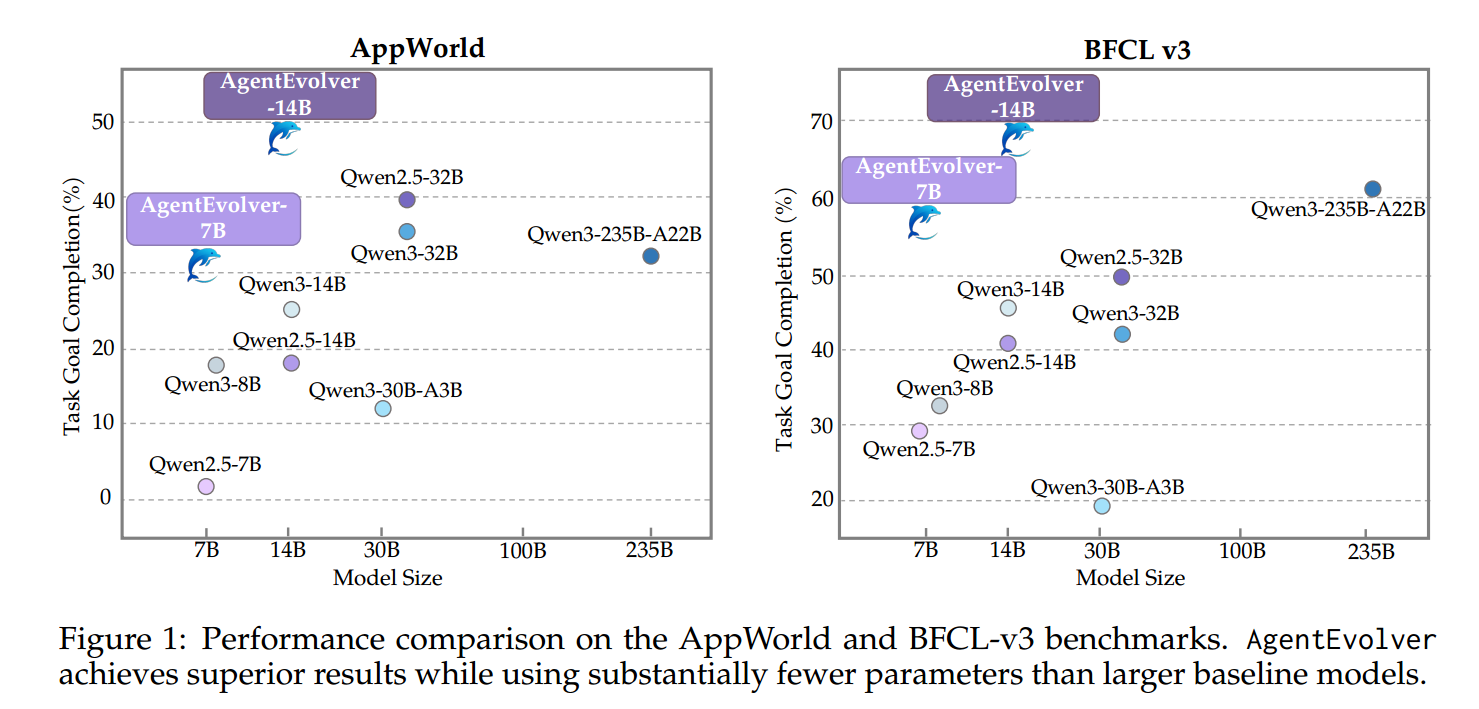 AppWorld
AgentEvolver
-14B
50
Qwen2.5-32B
40
AgentEvolver-
7B
Qwen3-32B
Qwen3-235B-A22B
30
Qwen3-14B
Qwen2.5-14B
20
Qwen3-8B
Qwen3-30B-A3B
10
Qwen2.5-7B
0
Task Goal Completion(%)
7B 14B 30B 100B 235B
Model Size
BFCL v3
AgentEvolver
-14B
70
AgentEvolver-
7B
60
Qwen3-235B-A22B
Qwen2.5-32B
50
Qwen3-14B
Qwen3-32B
40
Qwen2.5-14B
Qwen3-8B
30
Qwen2.5-7B
Qwen3-30B-A3B
20
Task Goal Completion (%)
7B 14B 30B 100B 235B
Model Size
Figure 1: Performance comparison on the AppWorld and BFCL-v3 benchmarks. AgentEvolver
achieves superior results while using substantially fewer parameters than larger baseline models.